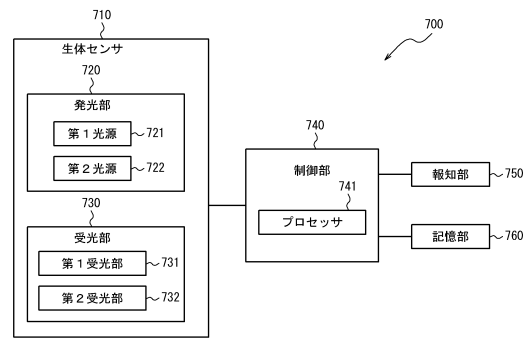 700
710
生体センサ
720
発光部
第1光源 721
第2光源 722
730
受光部
第1受光部 731
第2受光部 732
740
制御部
741
プロセッサ
報知部 750
記憶部 760